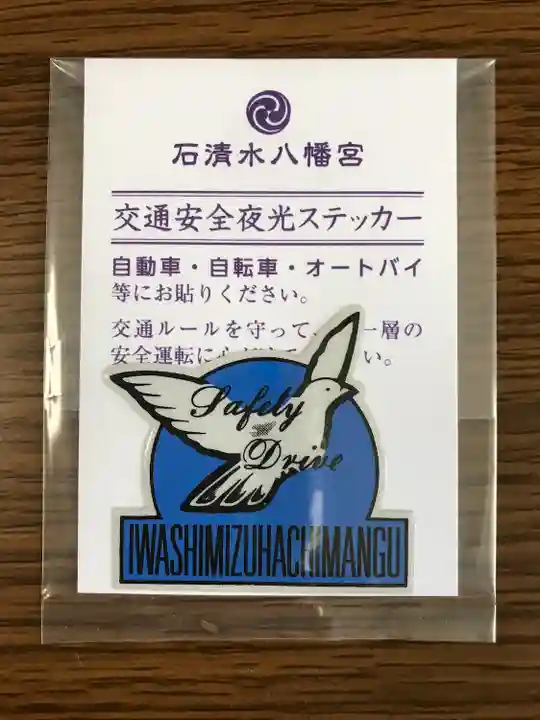 石清水八幡宮
交通安全夜光ステッカー
自動車・自転車・オートバイ
等にお貼りください。
交通ルールを守って、 一層の
安全運転に い。
Safely
Drive
IWASHIMIZUHACHIMANGU